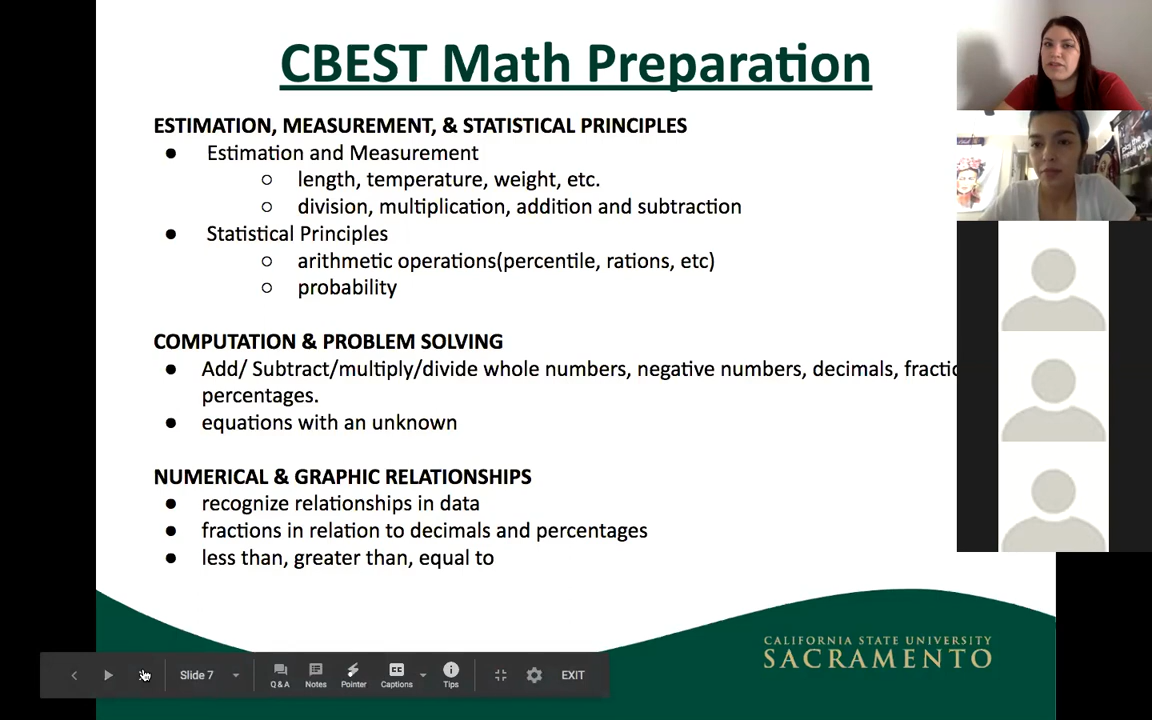 CBEST Math Preparation
ESTIMATION, MEASUREMENT, & STATISTICAL PRINCIPLES
● Estimation and Measurement
○ length, temperature, weight, etc.
○ division, multiplication, addition and subtraction
● Statistical Principles
○ arithmetic operations(percentile, rations, etc)
○ probability
COMPUTATION & PROBLEM SOLVING
● Add/ Subtract/multiply/divide whole numbers, negative numbers, decimals,
percentages.
● equations with an unknown
NUMERICAL & GRAPHIC RELATIONSHIPS
● recognize relationships in data
● fractions in relation to decimals and percentages
● less than, greater than, equal to
CALIFORNIA STATE UNIVERSITY
SACRAMENTO
Slide 7
Q & A
Notes
Pointer
Captions
Tips
EXIT